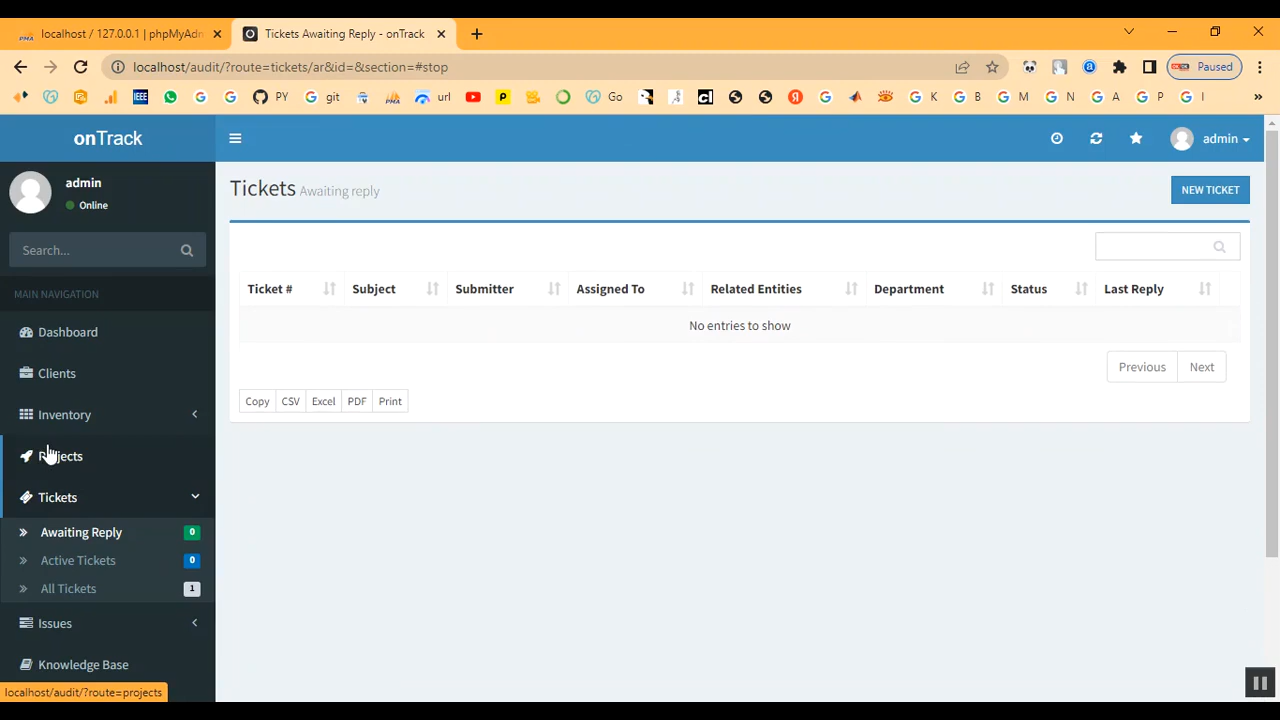 localhost / 127.0.0.1 | phpMyAdn
Tickets Awaiting Reply - onTrack
localhost/audit/?route=tickets/ar&id=&section=#stop
Paused
IEEE
PY
git
url
Go
K
B
M
N
A
P
I
»
onTrack
admin
admin
Online
Search...
MAIN NAVIGATION
Dashboard
Clients
Inventory
Projects
Tickets
Awaiting Reply 0
Active Tickets 0
All Tickets 1
Issues
Knowledge Base
localhost/audit/?route=projects
Tickets Awaiting reply
NEW TICKET
Ticket # Subject Submitter Assigned To Related Entities Department Status Last Reply
No entries to show
Previous Next
Copy CSV Excel PDF Print